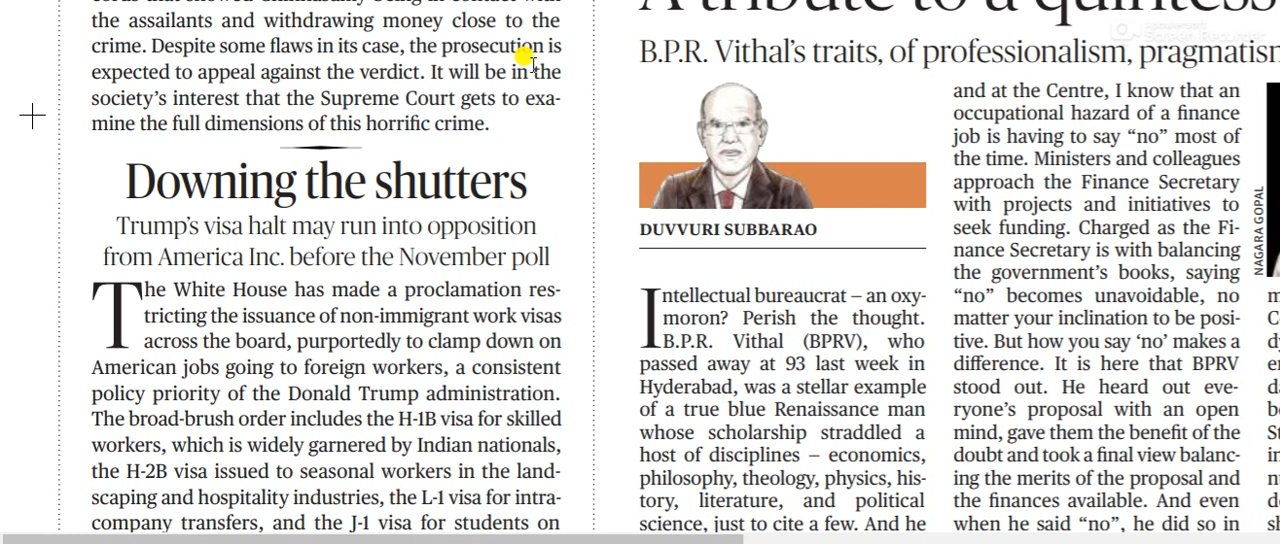 the assailants and withdrawing money close to the
crime. Despite some flaws in its case, the prosecution is
expected to appeal against the verdict. It will be in the
society's interest that the Supreme Court gets to exa-
mine the full dimensions of this horrific crime.
Downing the shutters
Trump's visa halt may run into opposition
from America Inc. before the November poll
The White House has made a proclamation res-
tricting the issuance of non-immigrant work visas
across the board, purportedly to clamp down on
American jobs going to foreign workers, a consistent
policy priority of the Donald Trump administration.
The broad-brush order includes the H-1B visa for skilled
workers, which is widely garnered by Indian nationals,
the H-2B visa issued to seasonal workers in the land-
scaping and hospitality industries, the L-1 visa for intra-
company transfers, and the J-1 visa for students on
A tribute to a
B.P.R. Vithal's traits, of professionalism,
DUVVURI SUBBARAO
Intellectual bureaucrat – an oxy-
moron? Perish the thought.
B.P.R. Vithal (BPRV), who
passed away at 93 last week in
Hyderabad, was a stellar example
of a true blue Renaissance man
whose scholarship straddled a
host of disciplines – economics,
philosophy, theology, physics, his-
tory, literature, and political
science, just to cite a few. And he
and at the Centre, I know that an
occupational hazard of a finance
job is having to say “no” most of
the time. Ministers and colleagues
approach the Finance Secretary
with projects and initiatives to
seek funding. Charged as the Fi-
nance Secretary is with balancing
the government's books, saying
“no” becomes unavoidable, no
matter your inclination to be posi-
tive. But how you say ‘no’ makes a
difference. It is here that BPRV
stood out. He heard out eve-
ryone's proposal with an open
mind, gave them the benefit of the
doubt and took a final view balanc-
ing the merits of the proposal and
the finances available. And even
when he said “no”, he did so in
NAGARA GOPAL